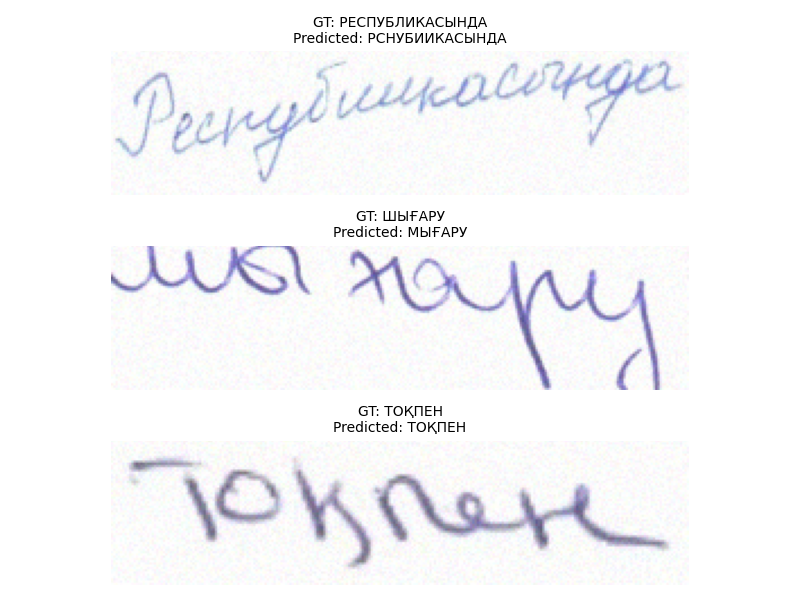 GT: РЕСПУБЛИКАСЫНДА
Predicted: РСНУБИИКАСЫНДА
Республикасында
GT: ШЫҒАРУ
Predicted: МЫҒАРУ
шығару
GT: ТОҚПЕН
Predicted: ТОҚПЕН
Тоқпен